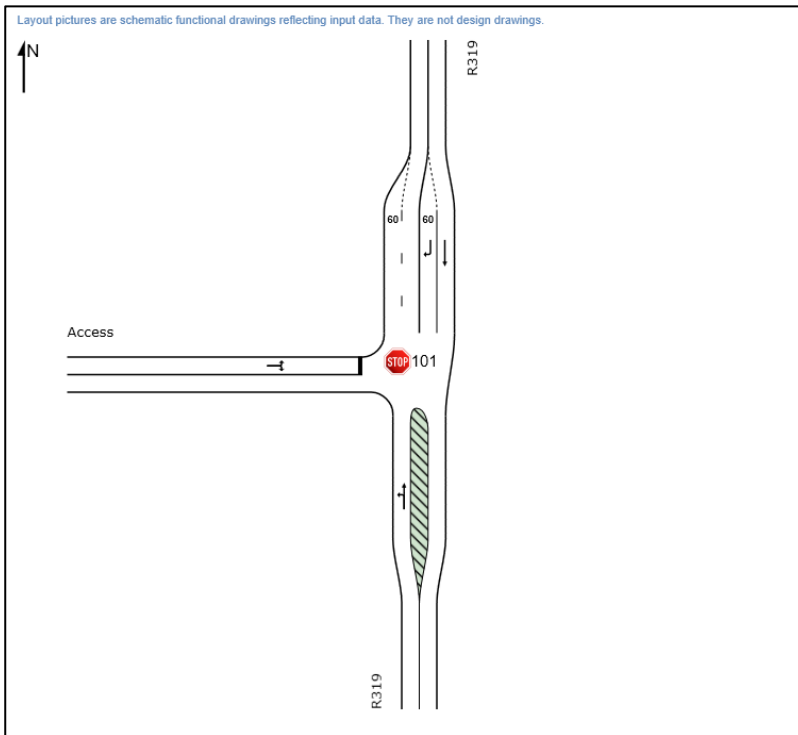 Layout pictures are schematic functional drawings reflecting input data. They are not design drawings.
N
R319
60 60
Access
STOP 101
R319